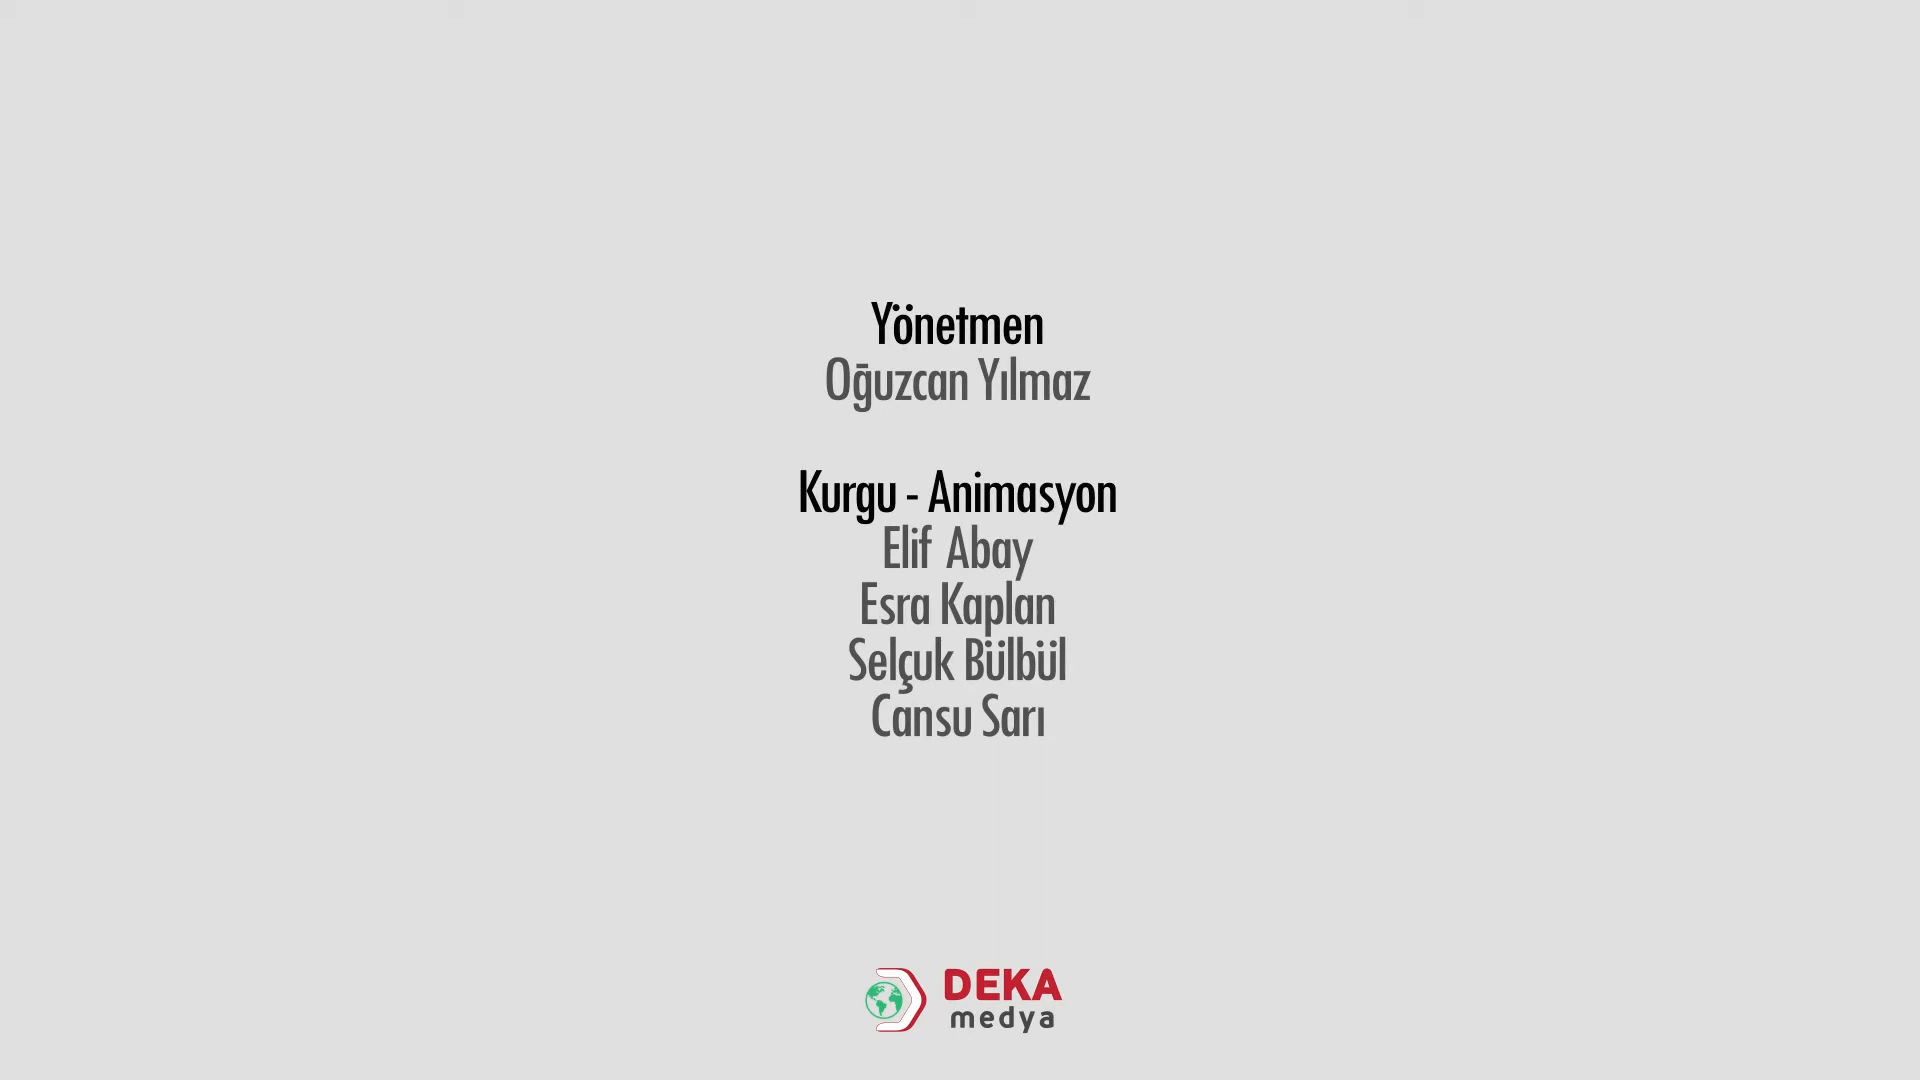 Yönetmen
Oğuzcan Yılmaz
Kurgu - Animasyon
Elif Abay
Esra Kaplan
Selçuk Bülbül
Cansu Sarı
DEKA
medya